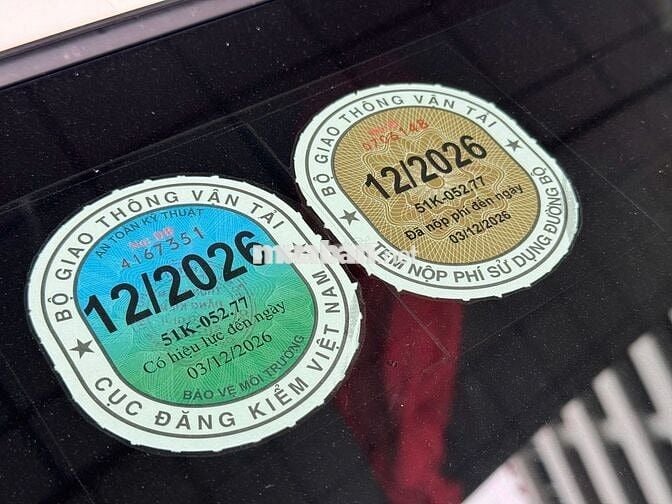 BỘ GIAO THÔNG VẬN TẢI
AN TOÀN KỸ THUẬT
No: DB
4167351
12/2026
51K-052.77
Có hiệu lực đến ngày
03/12/2026
BẢO VỆ MÔI TRƯỜNG
★ CỤC ĐĂNG KIỂM VIỆT NAM ★
BỘ GIAO THÔNG VẬN TẢI
0706148
12/2026
51K-052.77
Đã nộp phí đến ngày
03/12/2026
★ TEM NỘP PHÍ SỬ DỤNG ĐƯỜNG BỘ ★